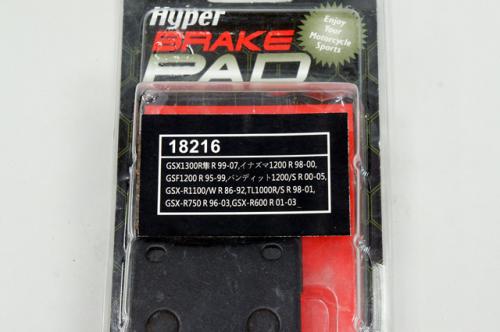 Hyper
BRAKE
PAD
Enjoy
Your
Motorcycle
Sports
18216
GSX1300R隼 R 99-07,イナズマ1200 R 98-00,
GSF1200 R 95-99,バンディット1200/S R 00-05,
GSX-R1100/W R 86-92,TL1000R/S R 98-01,
GSX-R750 R 96-03,GSX-R600 R 01-03